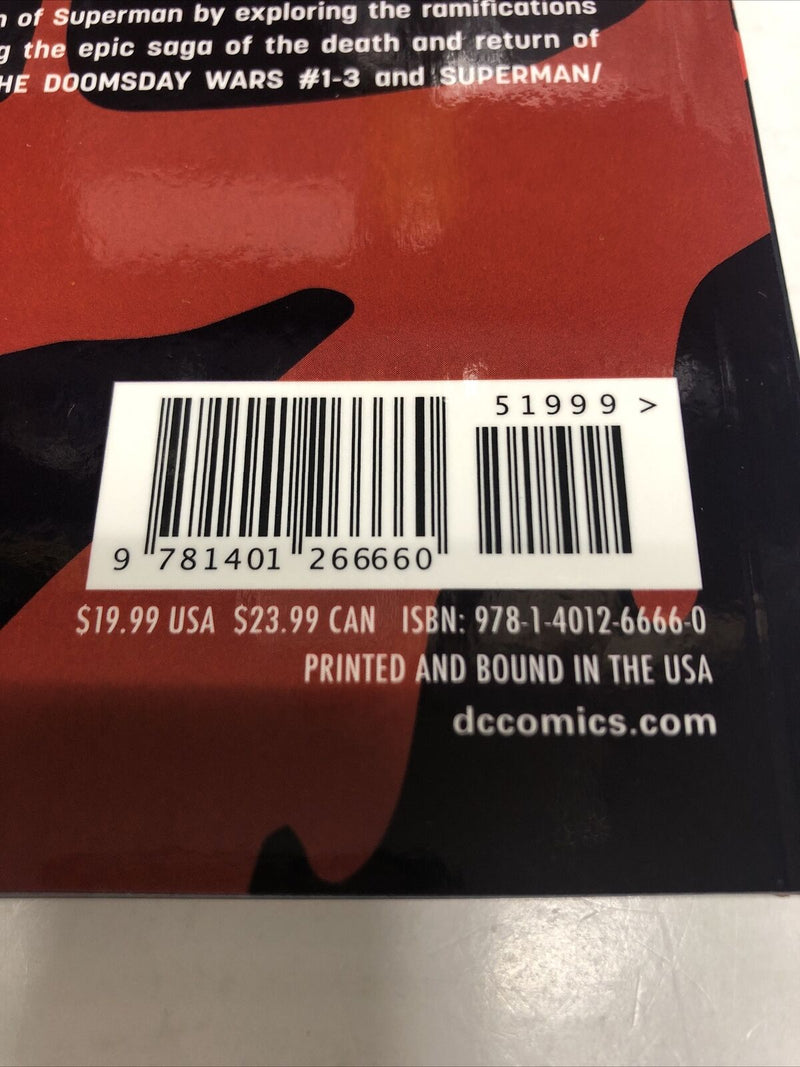 n of Superman by exploring the ramifications
g the epic saga of the death and return of
HE DOOMSDAY WARS #1-3 and SUPERMAN/
51999 >
9 781401 266660
$19.99 USA $23.99 CAN ISBN: 978-1-4012-6666-0
PRINTED AND BOUND IN THE USA
dccomics.com